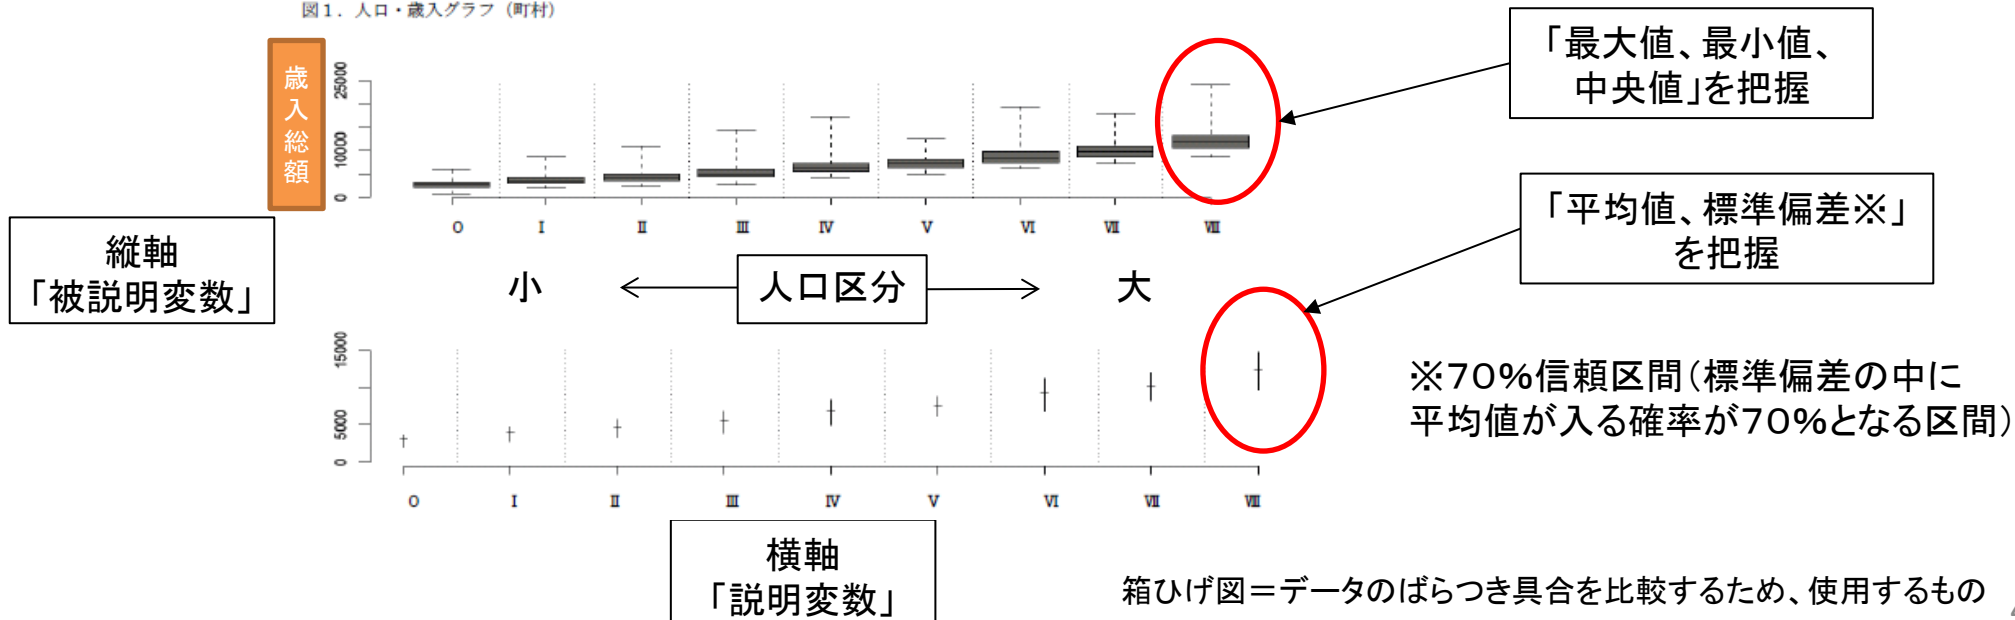 図1．人口・歳入グラフ（町村）
歳入総額
25000
10000
0
O I II III IV V VI VII VIII
「最大値、最小値、
中央値」を把握
「平均値、標準偏差※」
を把握
縦軸
「被説明変数」
小
人口区分
大
15000
5000
0
O I II III IV V VI VII VIII
※70%信頼区間（標準偏差の中に
平均値が入る確率が70%となる区間）
横軸
「説明変数」
箱ひげ図＝データのばらつき具合を比較するため、使用するもの